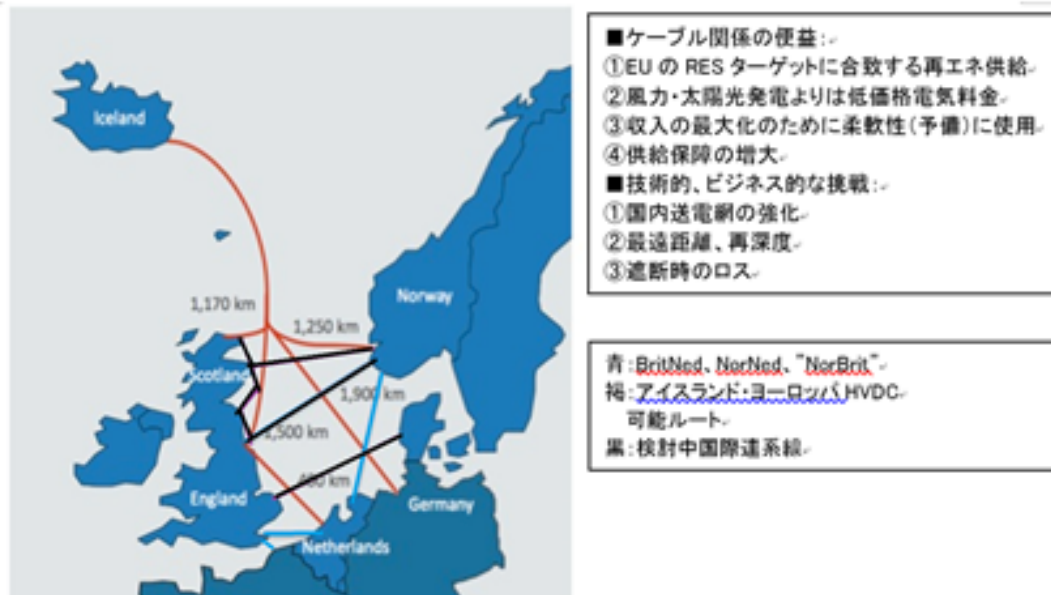 Iceland
1,170 km
1,250 km
Norway
Scotland
1,900 km
1,500 km
km
England
Germany
Netherlands
■ケーブル関係の便益:
①EU の RES ターゲットに合致する再エネ供給
②風力・太陽光発電よりは低価格電気料金
③収入の最大化のために柔軟性(予備)に使用
④供給保障の増大
■技術的、ビジネス的な挑戦:
①国内送電網の強化
②最遠距離、再深度
③遮断時のロス
青:BritNed、NorNed、"NorBrit"
褐:アイスランド・ヨーロッパ HVDC
可能ルート
黒:検討中国際連系線